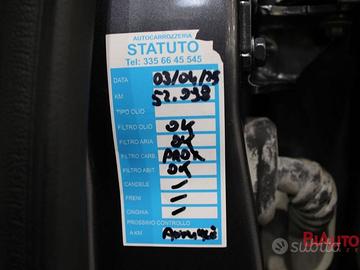 AUTOCARROZZERIA
STATUTO
Tel: 335 66 45 545
DATA 03/04/25
KM 52.938
TIPO OLIO
FILTRO OLIO OK
FILTRO ARIA OK
FILTRO CARB. PROX
FILTRO ABIT. OK
CANDELE /
FRENI /
CINGHIA /
PROSSIMO CONTROLLO
A KM
BIAUTO
subito